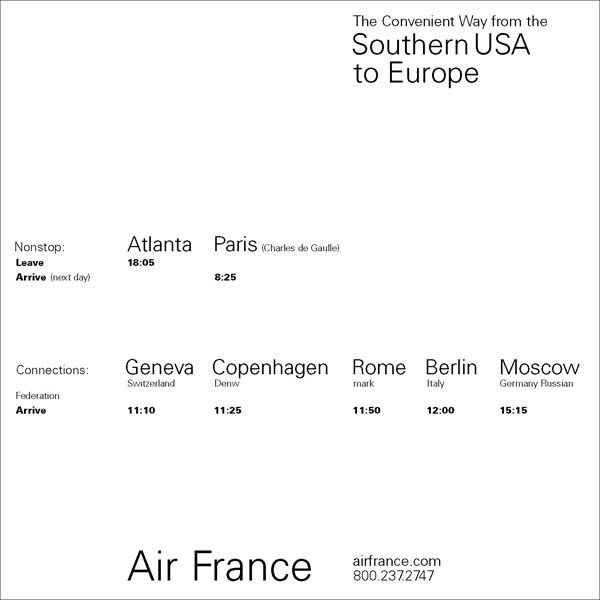 The Convenient Way from the
Southern USA
to Europe
Nonstop: Atlanta Paris (Charles de Gaulle)
Leave 18:05
Arrive (next day) 8:25
Connections: Geneva Copenhagen Rome Berlin Moscow
Switzerland Denw mark Italy Germany Russian
Federation
Arrive 11:10 11:25 11:50 12:00 15:15
Air France airfrance.com
800.237.2747